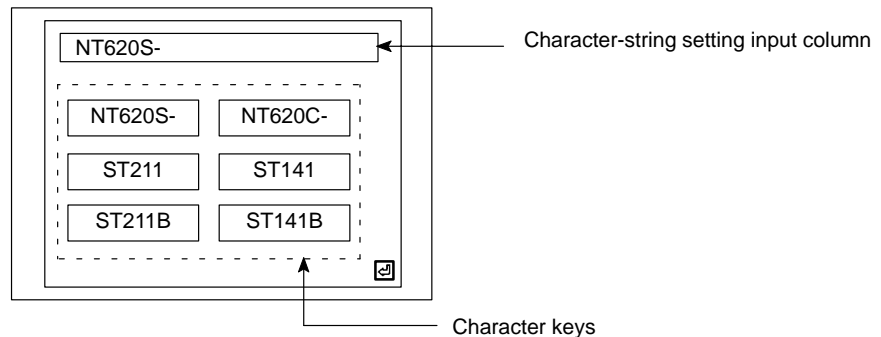 NT620S-
Character-string setting input column
NT620S- NT620C-
ST211 ST141
ST211B ST141B
Character keys